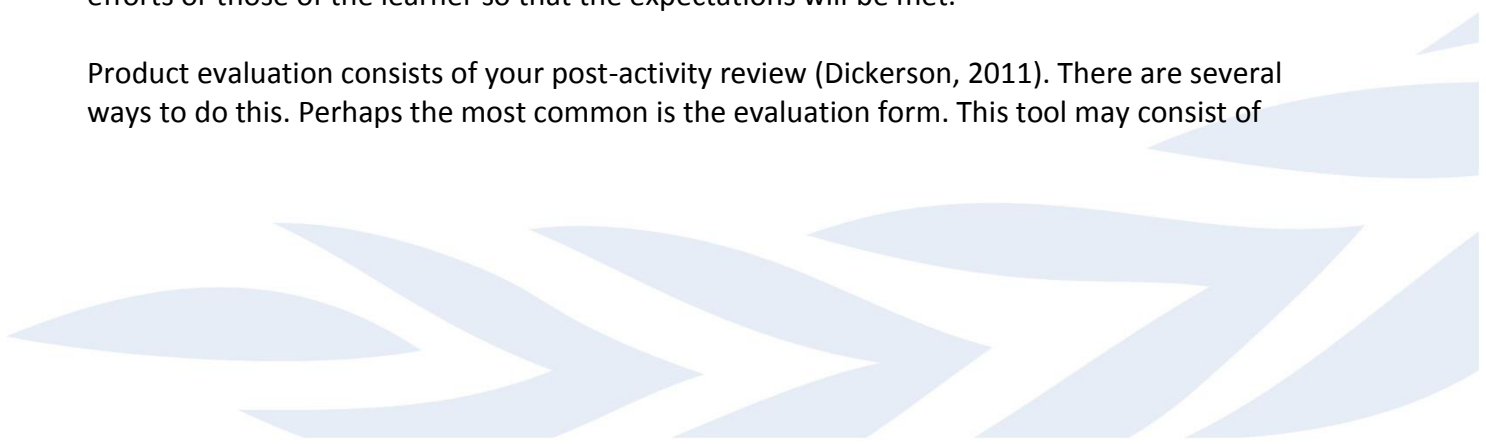 efforts or those of the learner so that the expectations will be met.
Product evaluation consists of your post-activity review (Dickerson, 2011). There are several
ways to do this. Perhaps the most common is the evaluation form. This tool may consist of